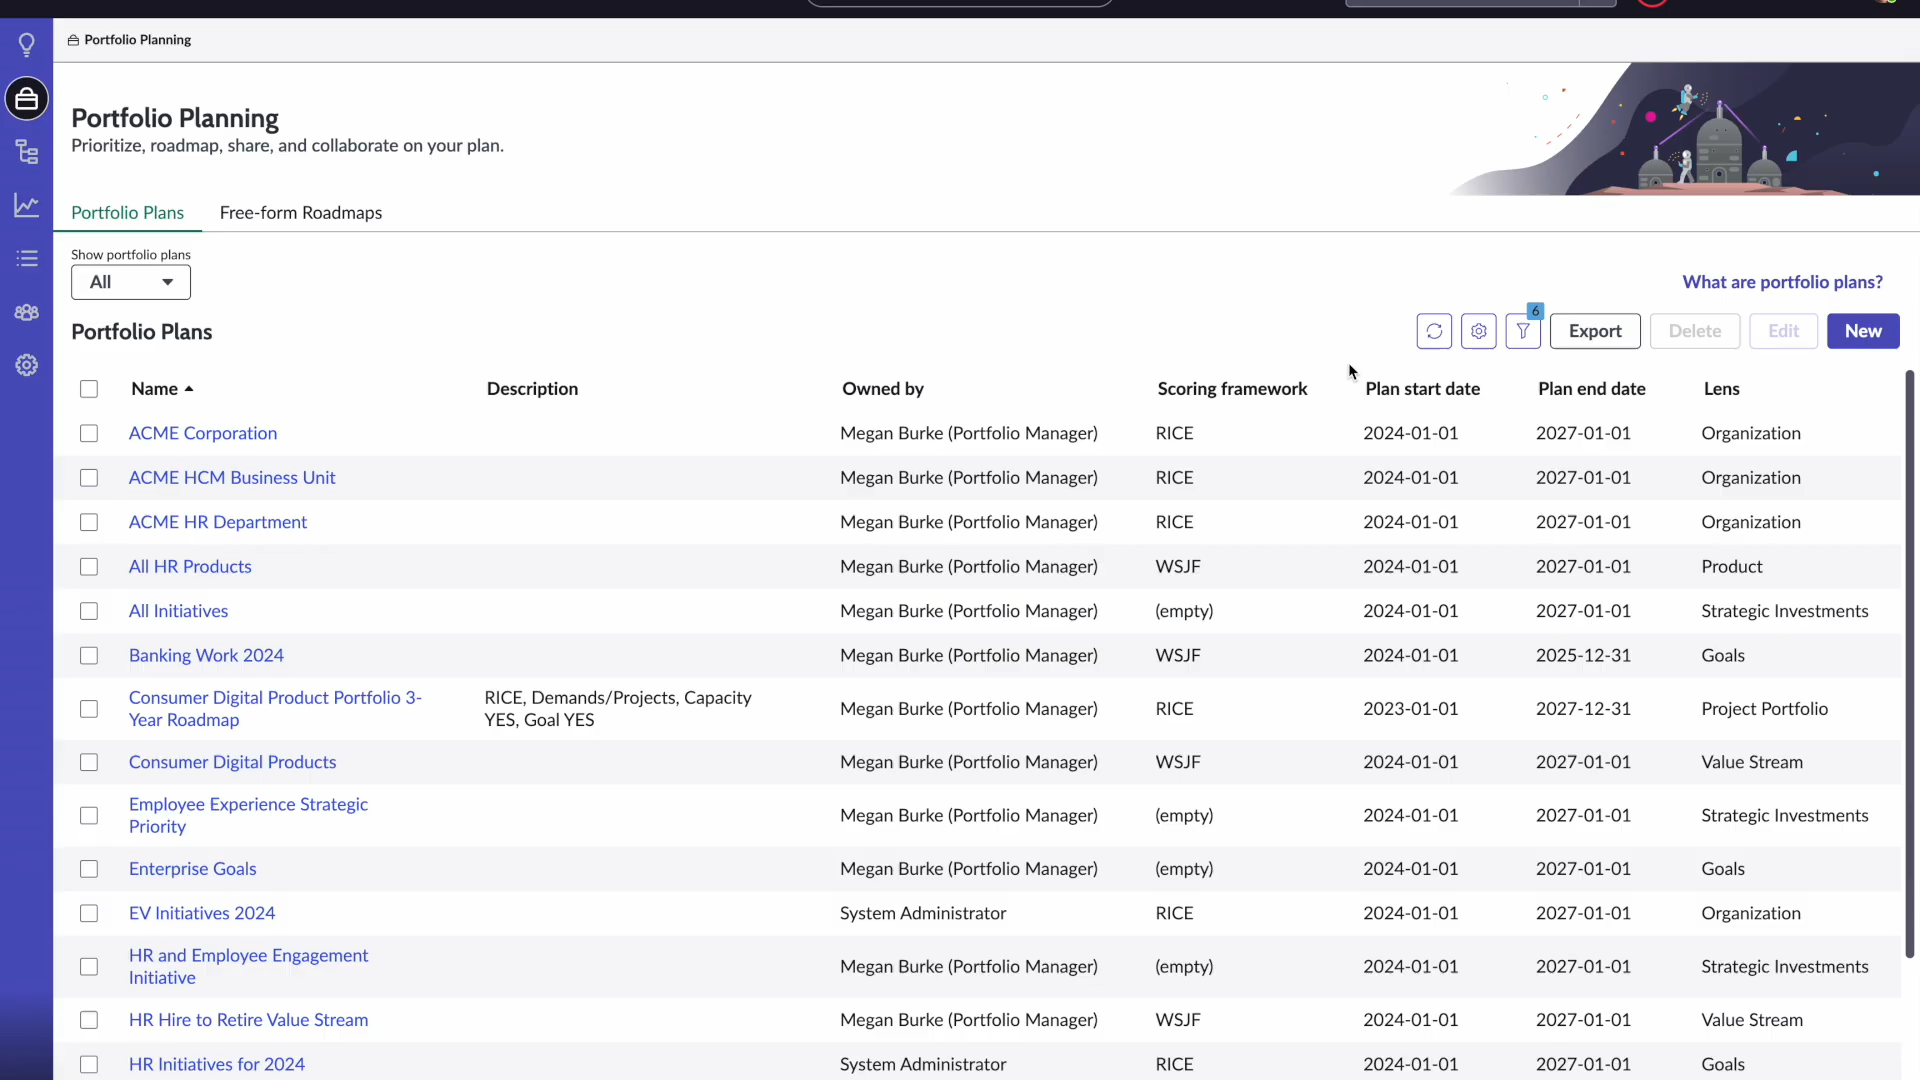 Portfolio Planning
Portfolio Planning
Prioritize, roadmap, share, and collaborate on your plan.
Portfolio Plans Free-form Roadmaps
Show portfolio plans
All
What are portfolio plans?
Portfolio Plans
6
Export Delete Edit New
Name Description Owned by Scoring framework Plan start date Plan end date Lens
ACME Corporation Megan Burke (Portfolio Manager) RICE 2024-01-01 2027-01-01 Organization
ACME HCM Business Unit Megan Burke (Portfolio Manager) RICE 2024-01-01 2027-01-01 Organization
ACME HR Department Megan Burke (Portfolio Manager) RICE 2024-01-01 2027-01-01 Organization
All HR Products Megan Burke (Portfolio Manager) WSJF 2024-01-01 2027-01-01 Product
All Initiatives Megan Burke (Portfolio Manager) (empty) 2024-01-01 2027-01-01 Strategic Investments
Banking Work 2024 Megan Burke (Portfolio Manager) WSJF 2024-01-01 2025-12-31 Goals
Consumer Digital Product Portfolio 3-
Year Roadmap
RICE, Demands/Projects, Capacity
YES, Goal YES
Megan Burke (Portfolio Manager) RICE 2023-01-01 2027-12-31 Project Portfolio
Consumer Digital Products Megan Burke (Portfolio Manager) WSJF 2024-01-01 2027-01-01 Value Stream
Employee Experience Strategic
Priority
Megan Burke (Portfolio Manager) (empty) 2024-01-01 2027-01-01 Strategic Investments
Enterprise Goals Megan Burke (Portfolio Manager) (empty) 2024-01-01 2027-01-01 Goals
EV Initiatives 2024 System Administrator RICE 2024-01-01 2027-01-01 Organization
HR and Employee Engagement
Initiative
Megan Burke (Portfolio Manager) (empty) 2024-01-01 2027-01-01 Strategic Investments
HR Hire to Retire Value Stream Megan Burke (Portfolio Manager) WSJF 2024-01-01 2027-01-01 Value Stream
HR Initiatives for 2024 System Administrator RICE 2024-01-01 2027-01-01 Goals